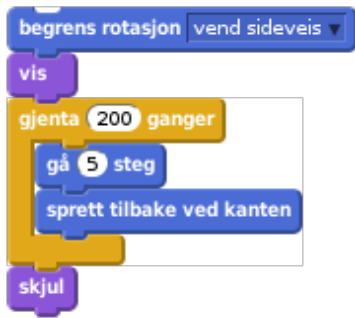 begrens rotasjon vend sideveis
vis
gjenta 200 ganger
gå 5 steg
sprett tilbake ved kanten
skjul